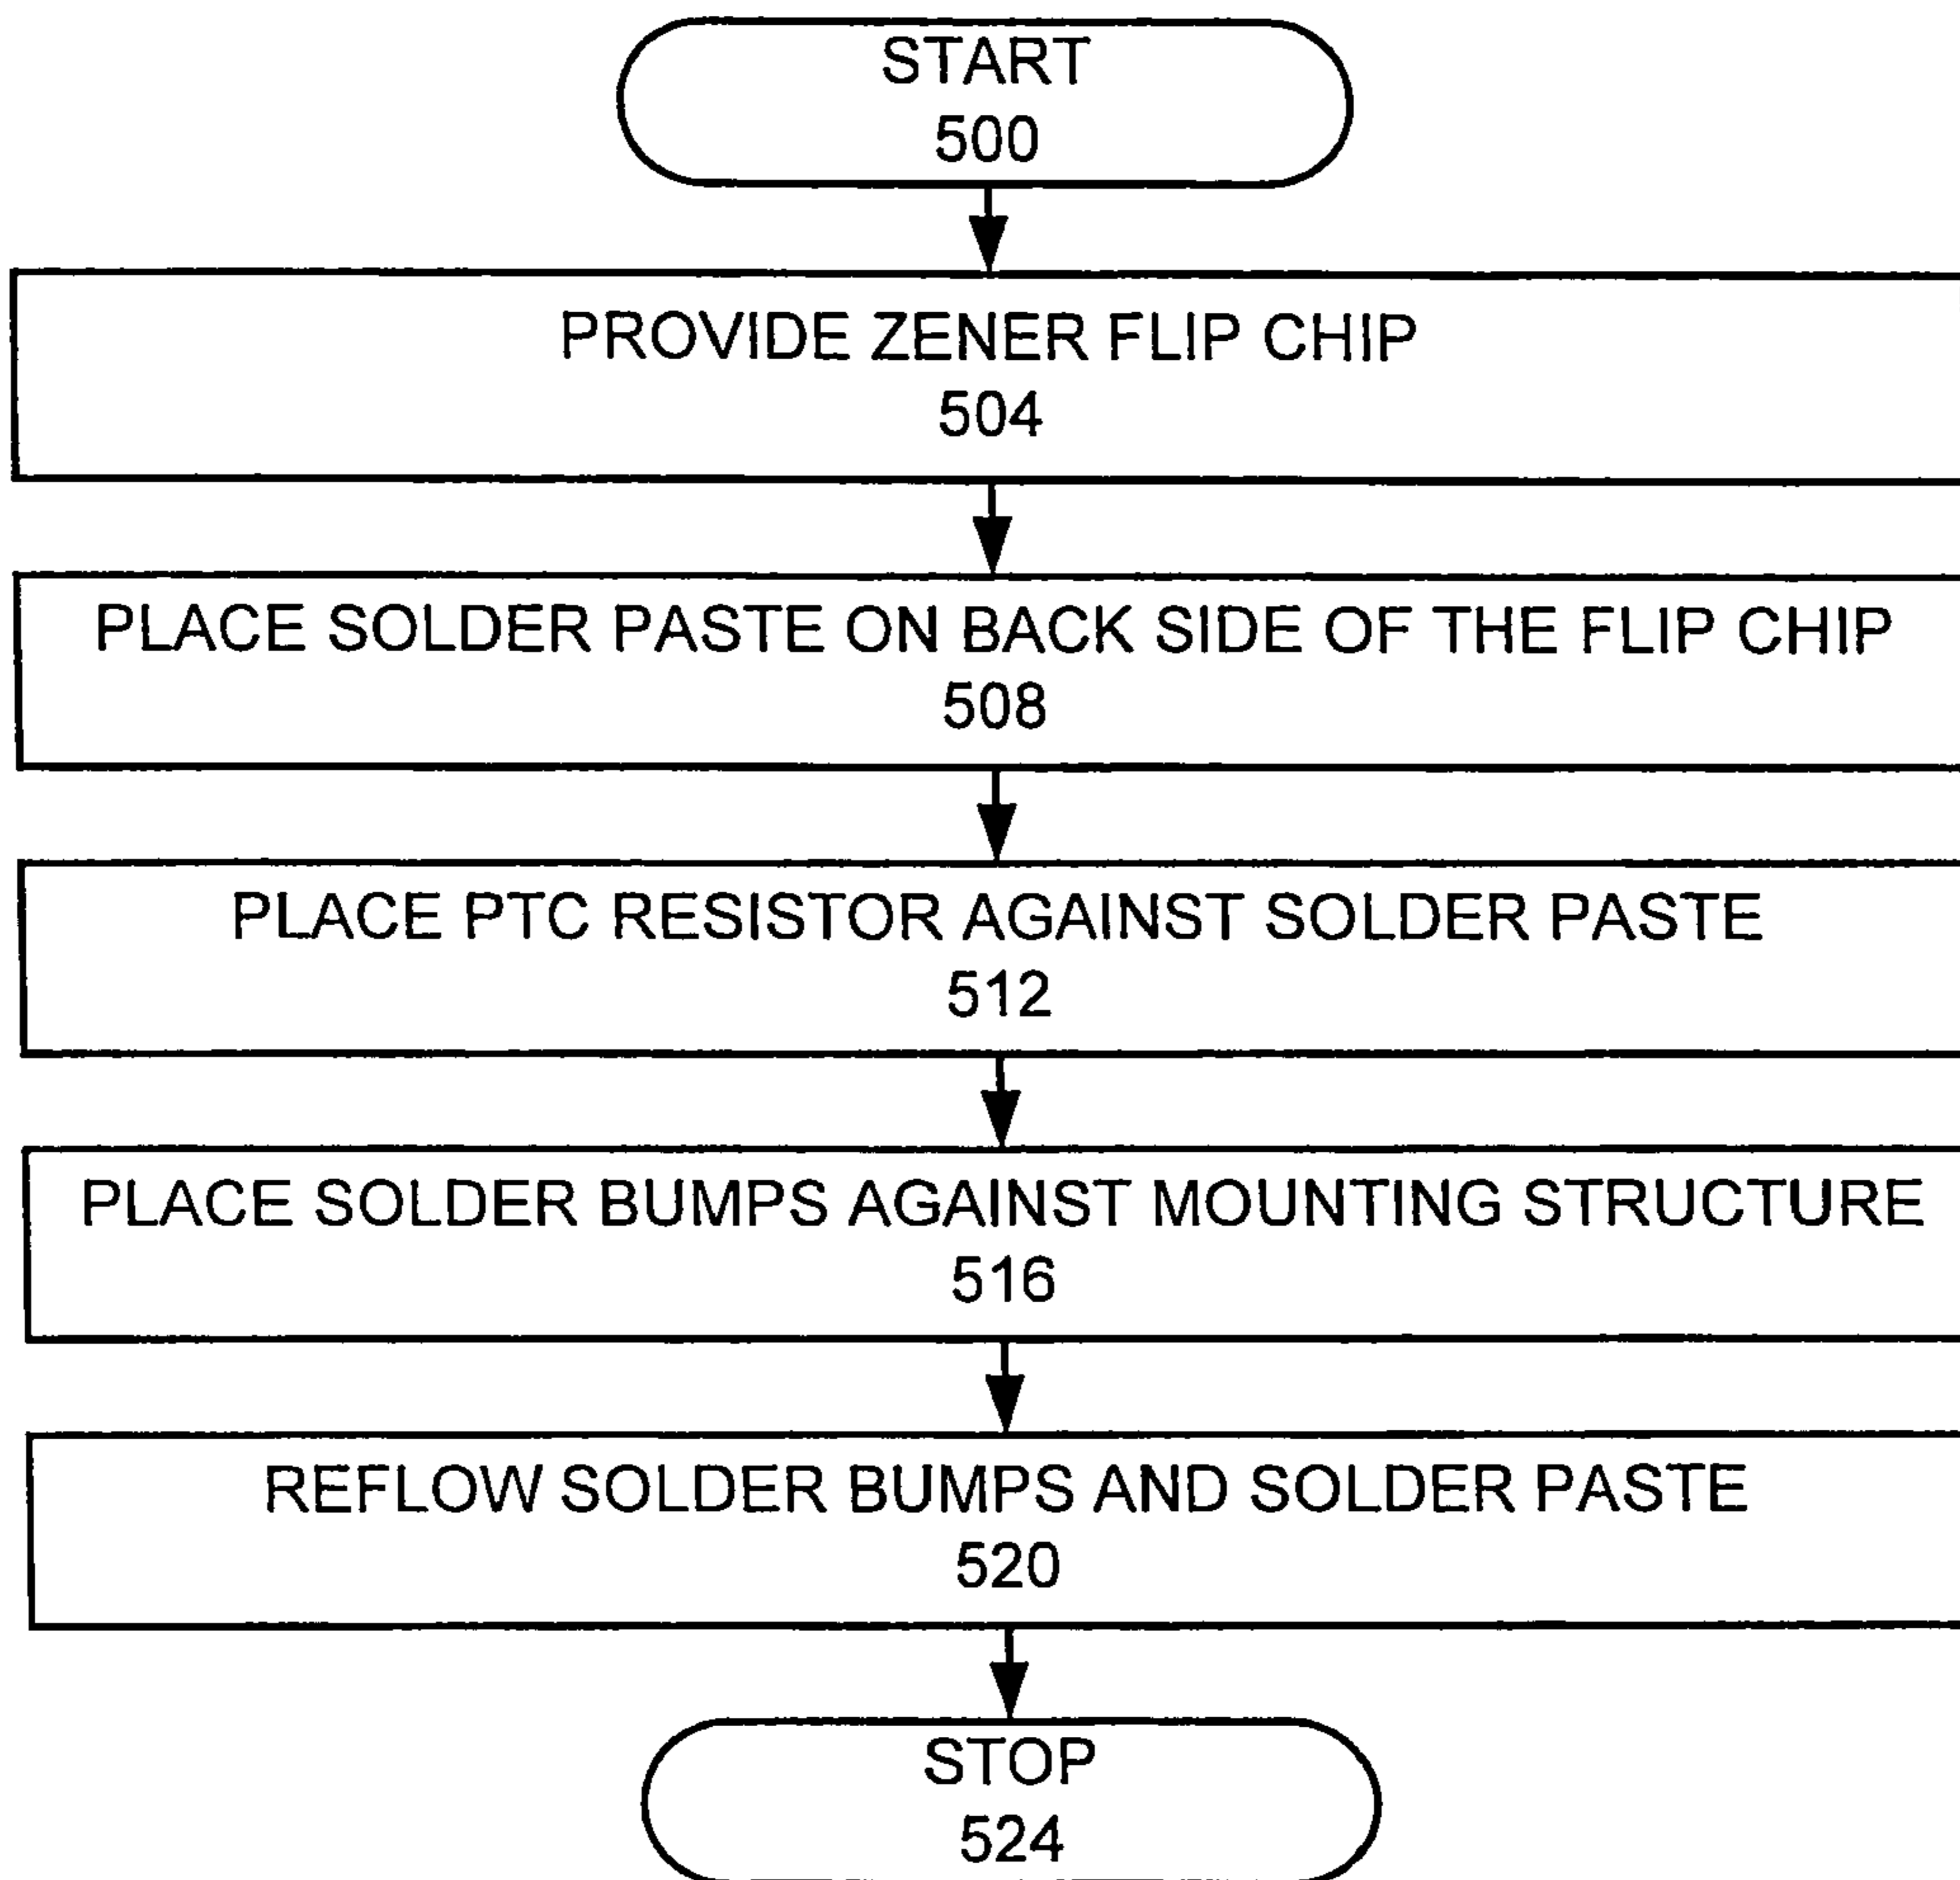 START
500
PROVIDE ZENER FLIP CHIP
504
PLACE SOLDER PASTE ON BACK SIDE OF THE FLIP CHIP
508
PLACE PTC RESISTOR AGAINST SOLDER PASTE
512
PLACE SOLDER BUMPS AGAINST MOUNTING STRUCTURE
516
REFLOW SOLDER BUMPS AND SOLDER PASTE
520
STOP
524